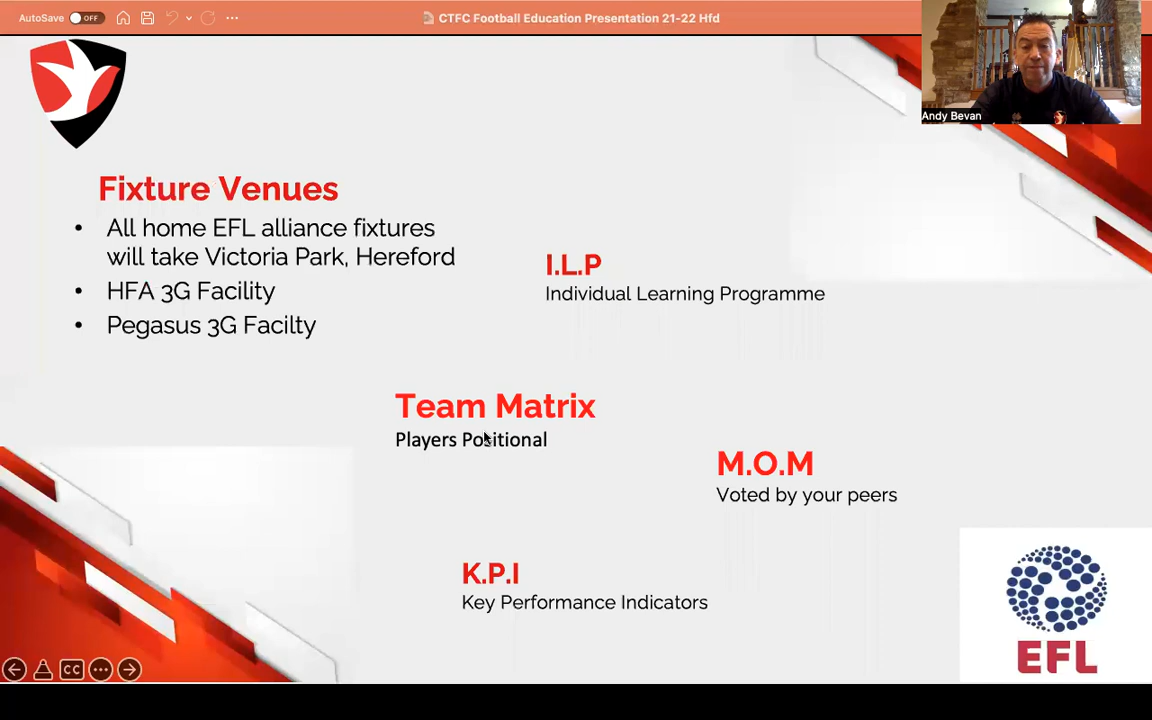 AutoSave OFF
CTFC Football Education Presentation 21-22 Hfd
Andy Bevan
Fixture Venues
• All home EFL alliance fixtures
will take Victoria Park, Hereford
• HFA 3G Facility
• Pegasus 3G Facilty
I.L.P
Individual Learning Programme
Team Matrix
Players Positional
M.O.M
Voted by your peers
K.P.I
Key Performance Indicators
EFL
CC